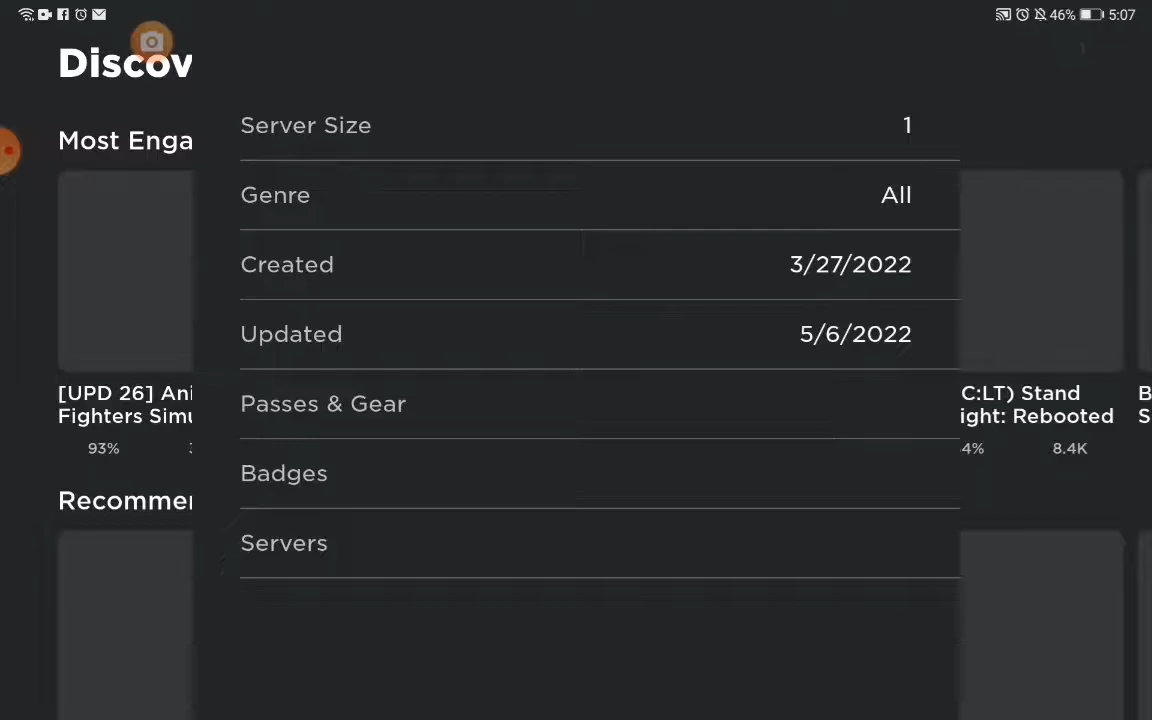 46% 5:07
Discov
1
Server Size 1
Most Enga
Genre All
Created 3/27/2022
Updated 5/6/2022
[UPD 26] Ani
Fighters Simu
93%
C:LT) Stand
ight: Rebooted
4% 8.4K
B
S
Passes & Gear
Badges
Recommen
Servers